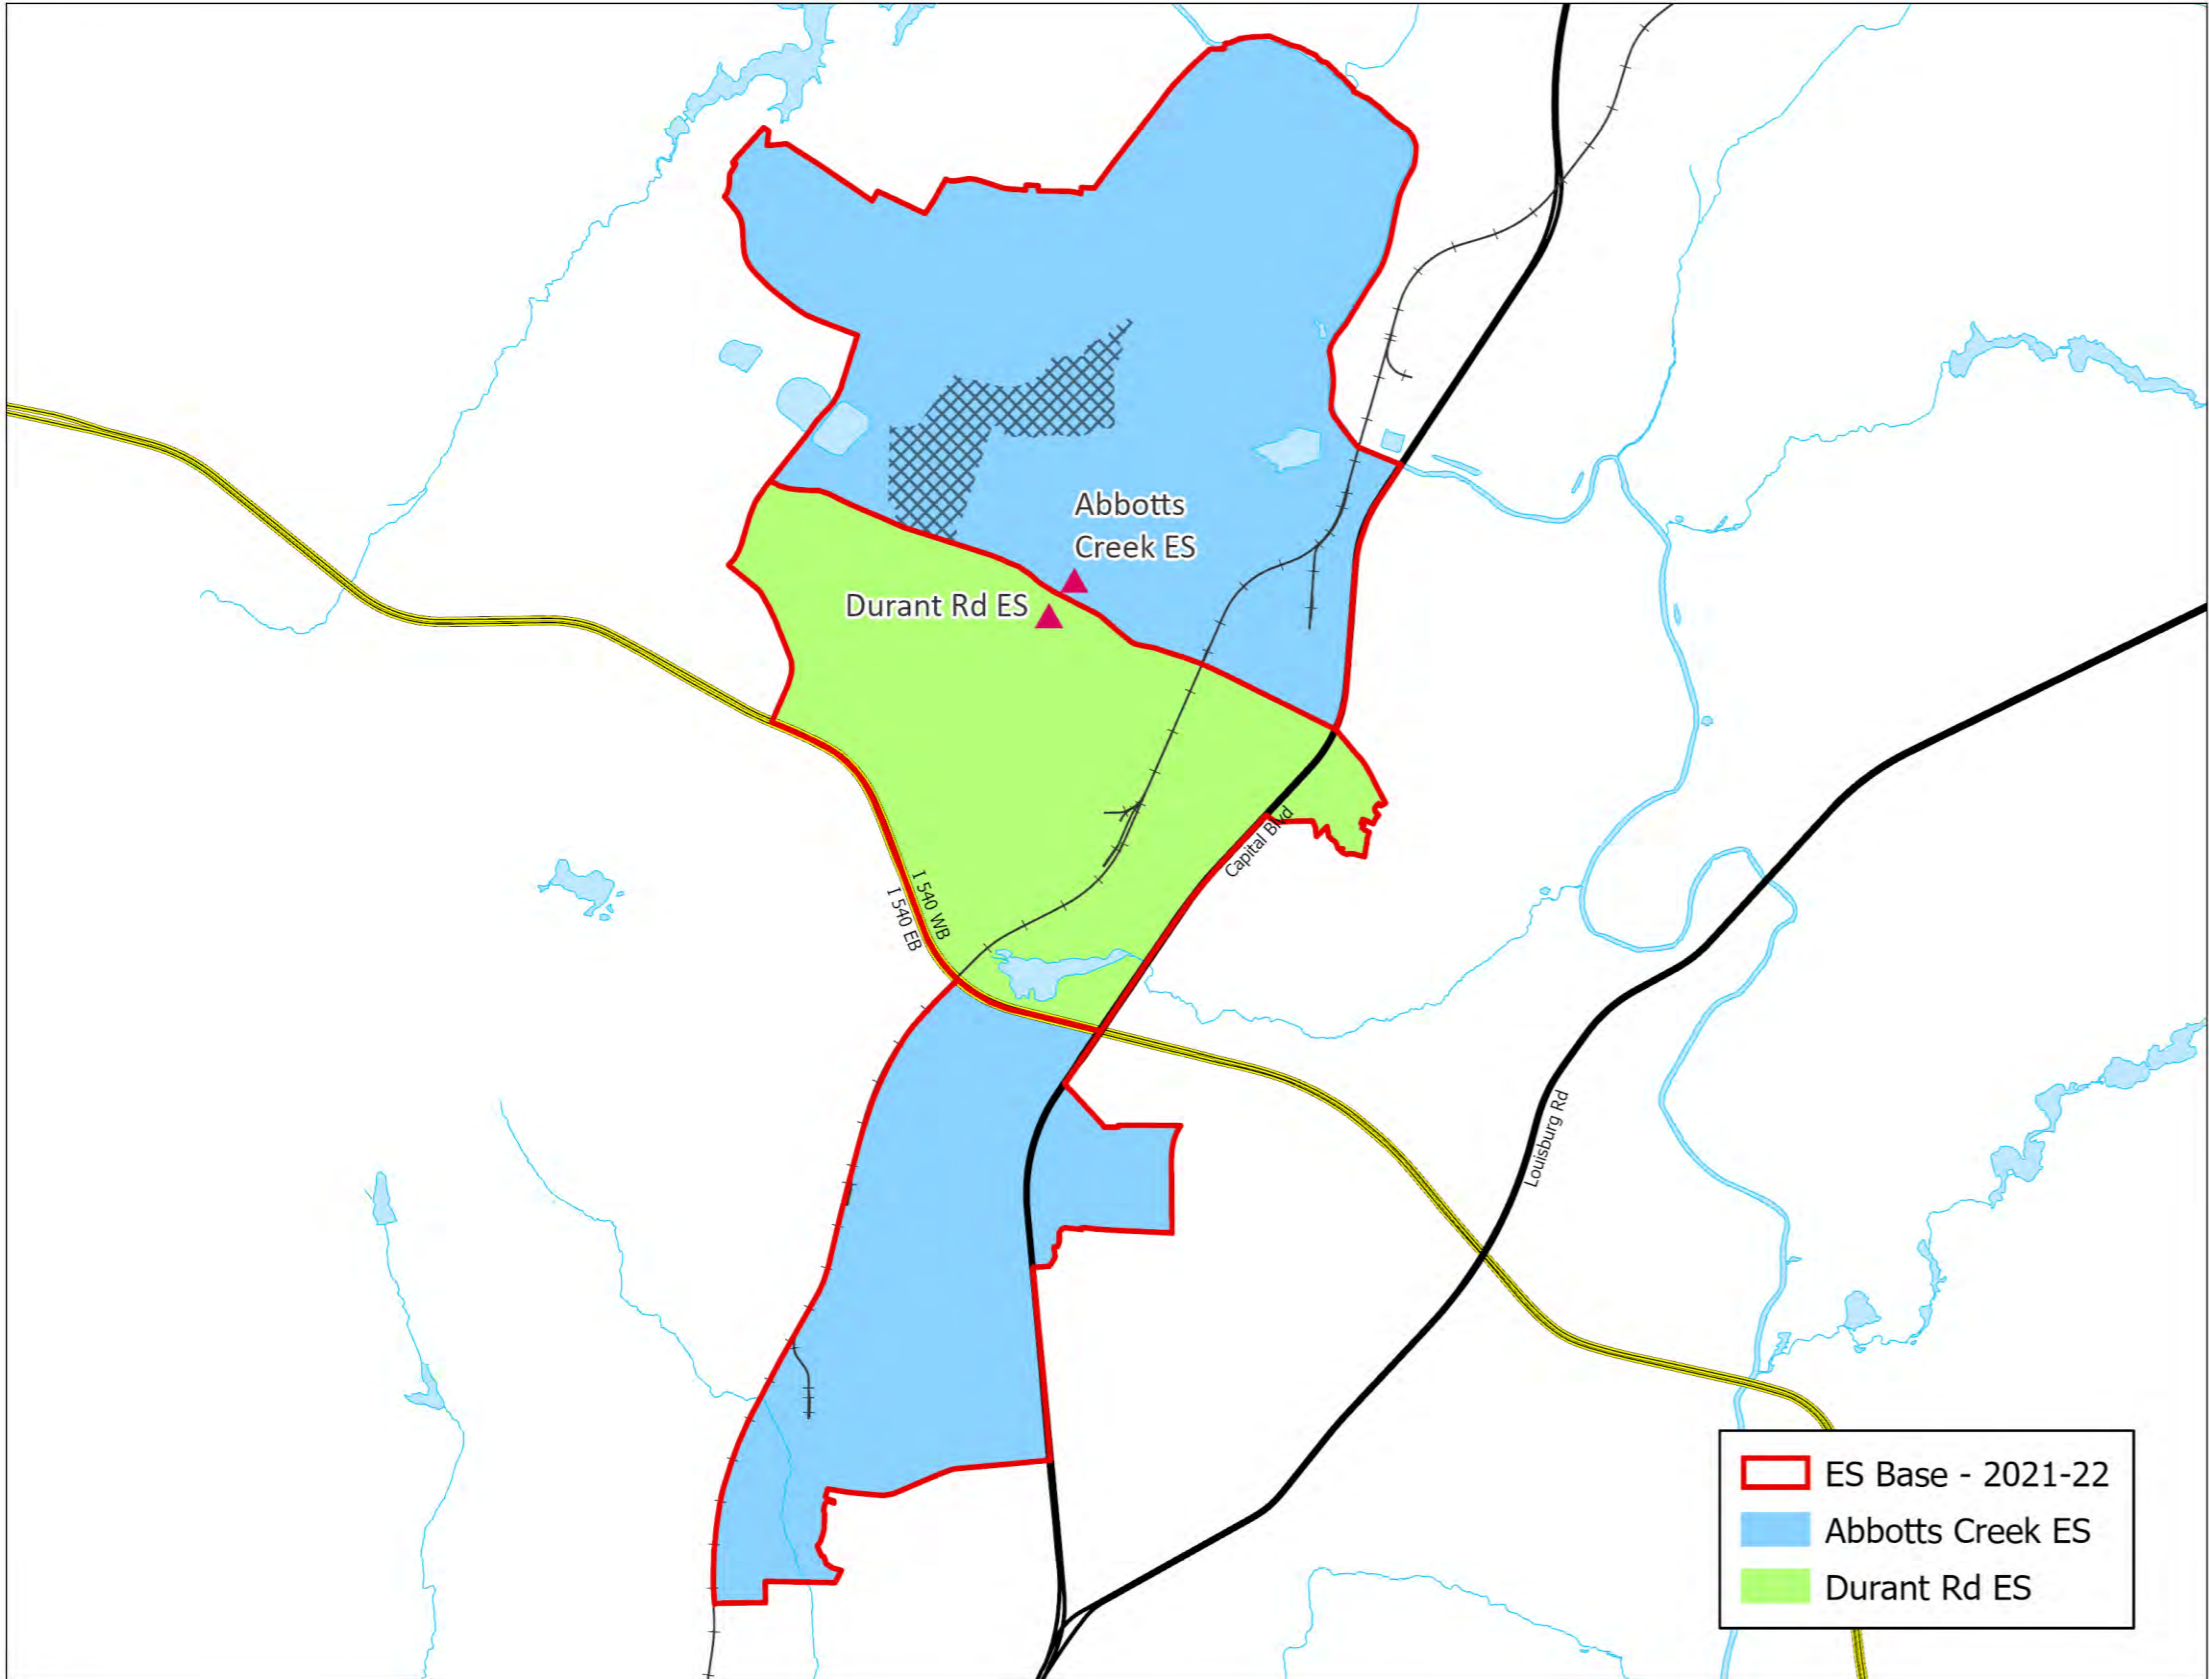 Abbotts
Creek ES
Durant Rd ES
Capital Blvd
I 540 WB
I 540 EB
Louisburg Rd
ES Base - 2021-22
Abbotts Creek ES
Durant Rd ES